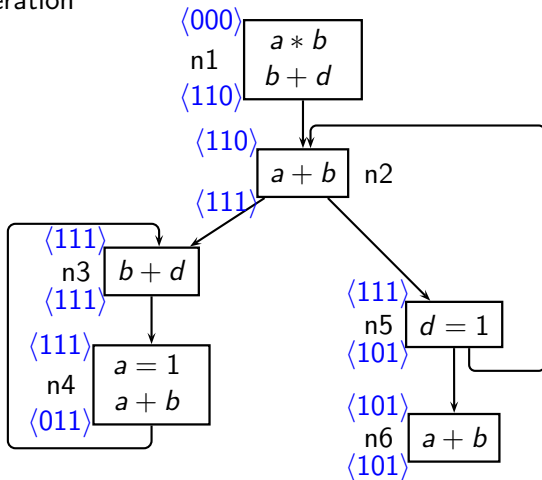 ⟨000⟩
a ∗ b
n1
b + d
⟨110⟩
⟨110⟩
a + b
n2
⟨111⟩
⟨111⟩
n3
b + d
⟨111⟩
⟨111⟩
n5
d = 1
⟨101⟩
⟨111⟩
a = 1
n4
a + b
⟨011⟩
⟨101⟩
n6
a + b
⟨101⟩